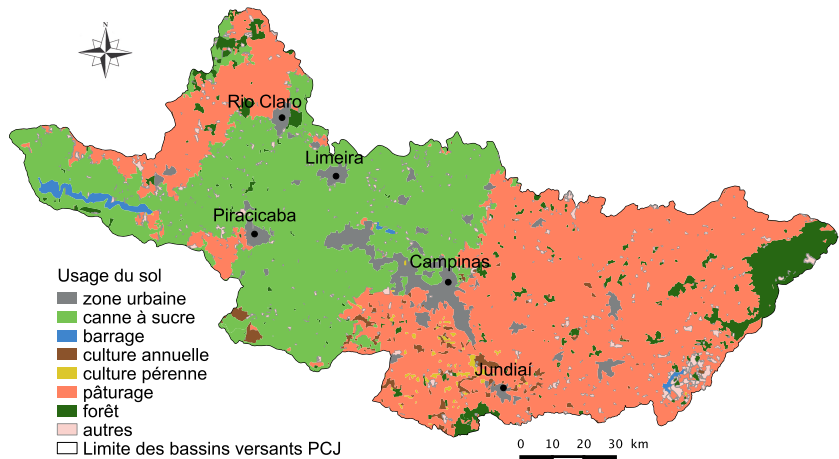 N
Rio Claro
Limeira
Piracicaba
Campinas
Jundiaí
Usage du sol
zone urbaine
canne à sucre
barrage
culture annuelle
culture pérenne
pâturage
forêt
autres
Limite des bassins versants PCJ
0 10 20 30 km